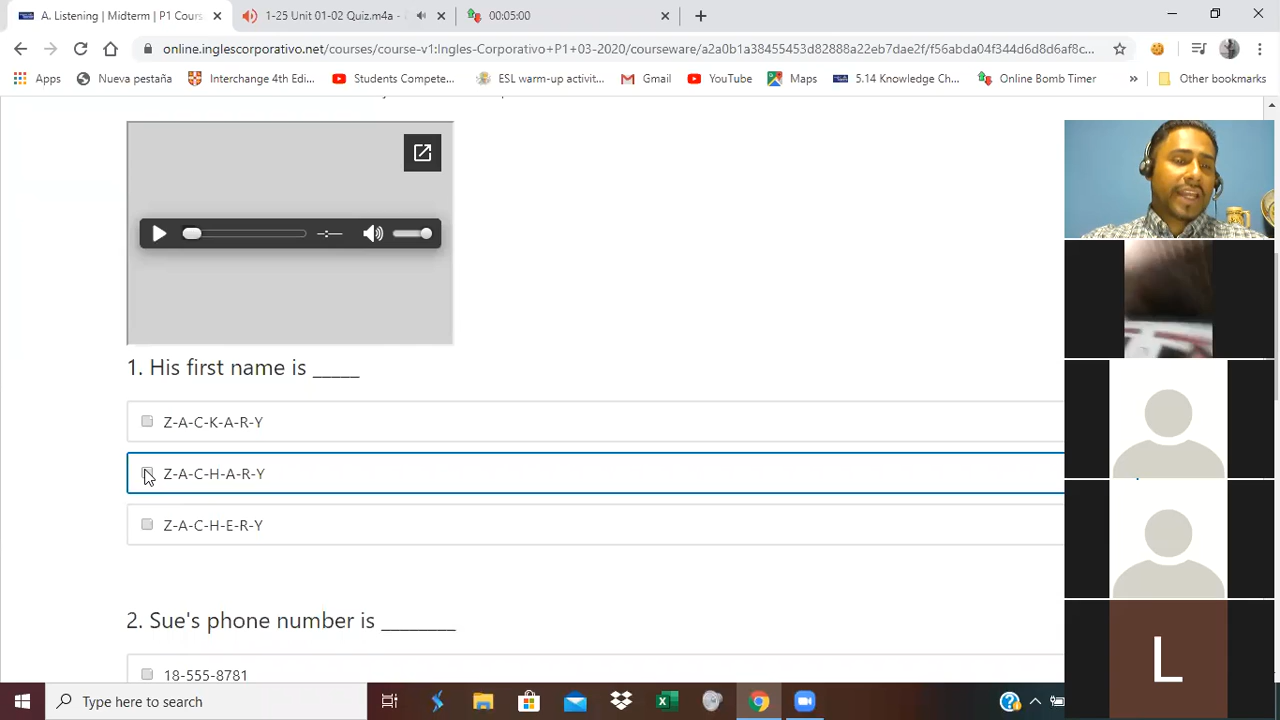 A. Listening | Midterm | P1 Cours
1-25 Unit 01-02 Quiz.m4a -
00:05:00
online.inglescorporativo.net/courses/course-v1:Ingles-Corporativo+P1+03-2020/courseware/a2a0b1a38455453d82888a22eb7dae2f/f56abda04f344d6d8d6af8c...
Apps
Nueva pestaña
Interchange 4th Edi...
Students Compete...
ESL warm-up activit...
Gmail
YouTube
Maps
5.14 Knowledge Ch...
Online Bomb Timer
»
Other bookmarks
1. His first name is _____
Z-A-C-K-A-R-Y
Z-A-C-H-A-R-Y
Z-A-C-H-E-R-Y
2. Sue's phone number is ________
18-555-8781
L
Type here to search